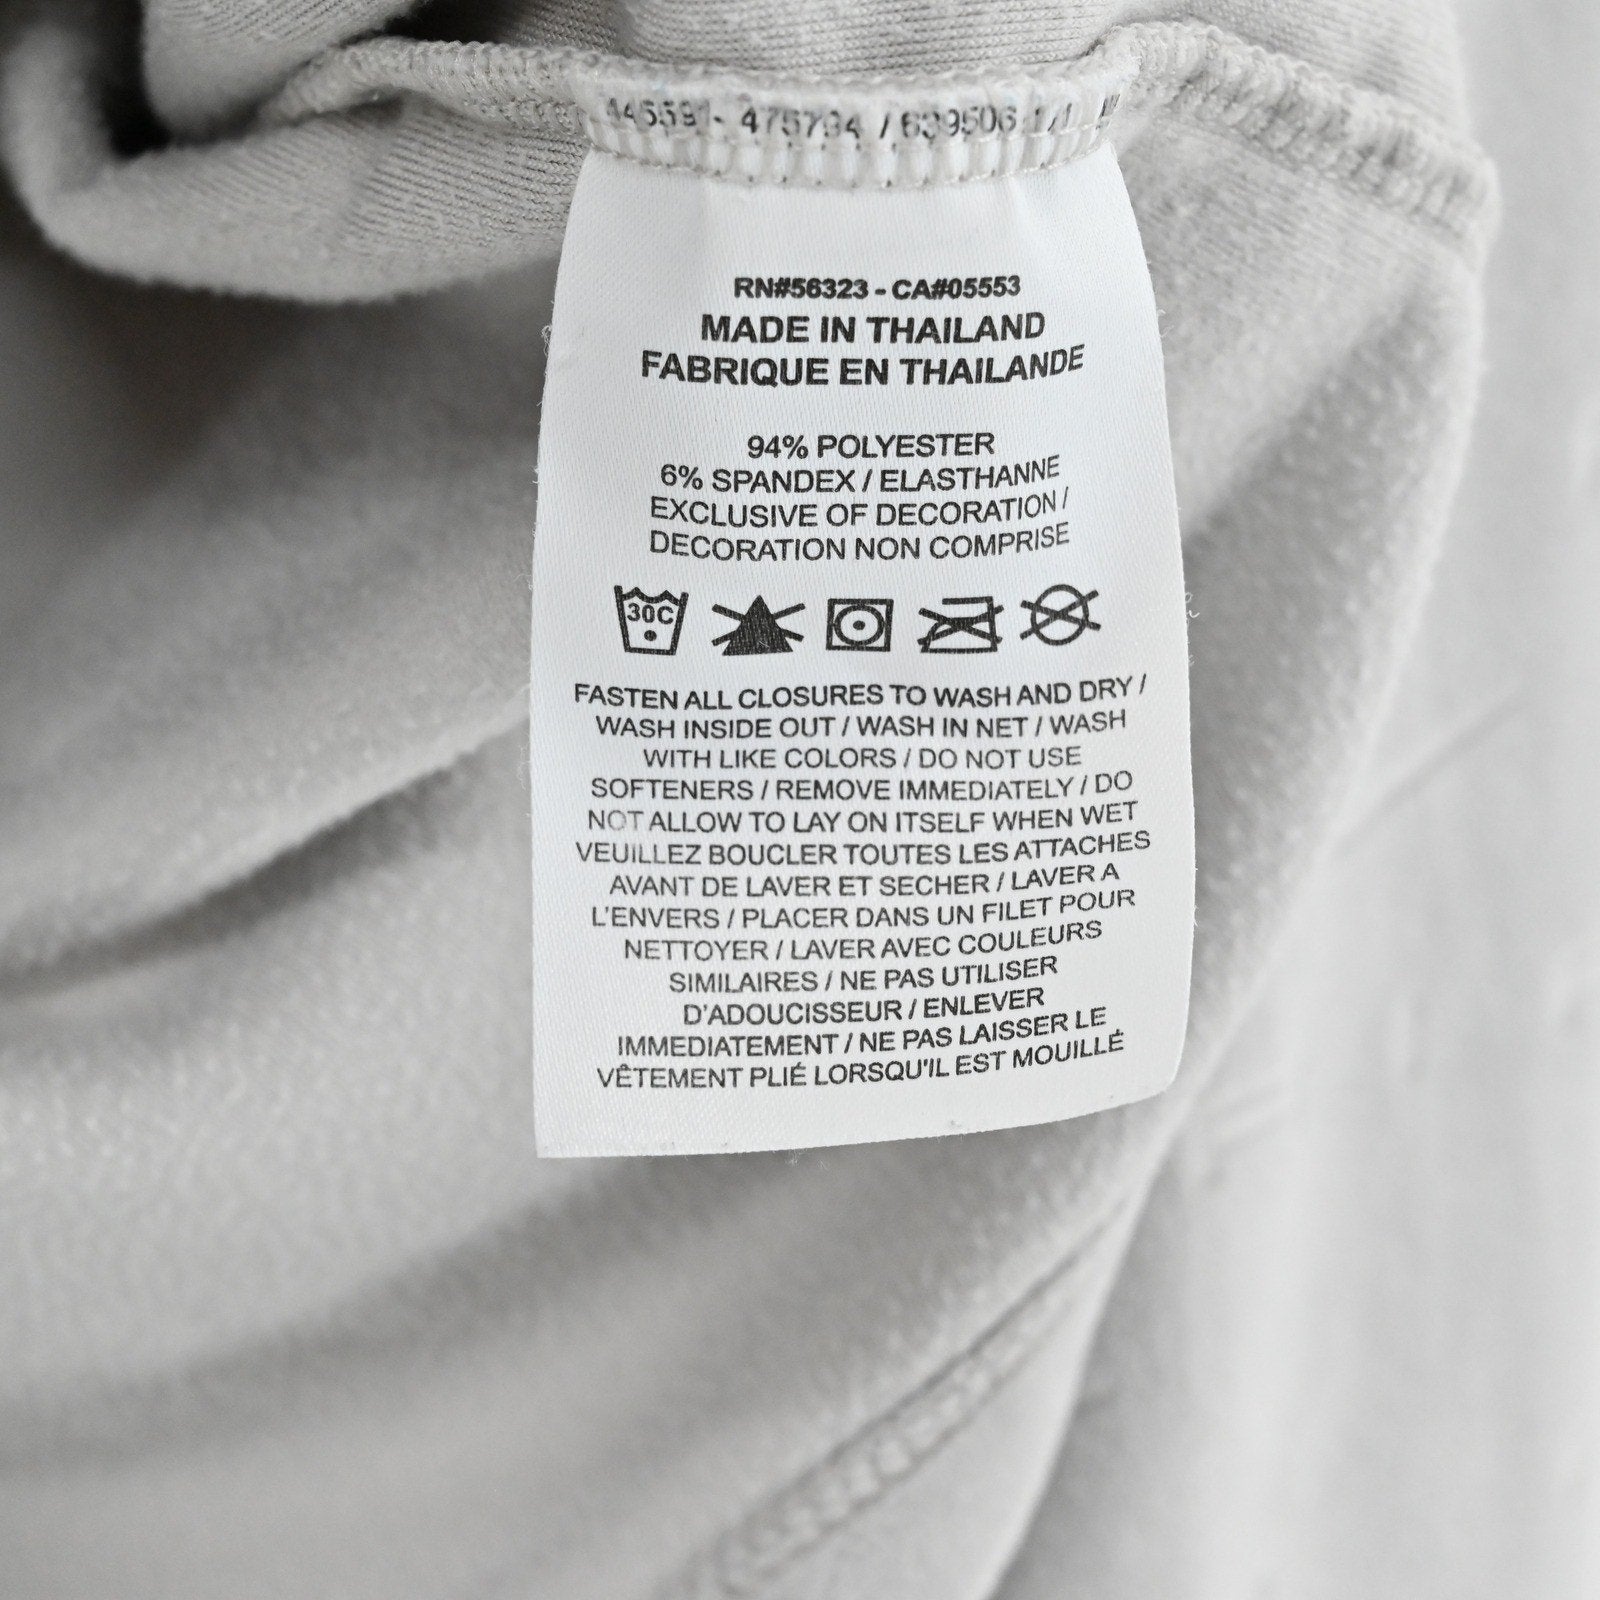 475794 / 639506 1/1
RN#56323 - CA#05553
MADE IN THAILAND
FABRIQUE EN THAILANDE
94% POLYESTER
6% SPANDEX / ELASTHANNE
EXCLUSIVE OF DECORATION /
DECORATION NON COMPRISE
30C
FASTEN ALL CLOSURES TO WASH AND DRY /
WASH INSIDE OUT / WASH IN NET / WASH
WITH LIKE COLORS / DO NOT USE
SOFTENERS / REMOVE IMMEDIATELY / DO
NOT ALLOW TO LAY ON ITSELF WHEN WET
VEUILLEZ BOUCLER TOUTES LES ATTACHES
AVANT DE LAVER ET SECHER / LAVER A
L'ENVERS / PLACER DANS UN FILET POUR
NETTOYER / LAVER AVEC COULEURS
SIMILAIRES / NE PAS UTILISER
D'ADOUCISSEUR / ENLEVER
IMMEDIATEMENT / NE PAS LAISSER LE
VÊTEMENT PLIÉ LORSQU'IL EST MOUILLÉ